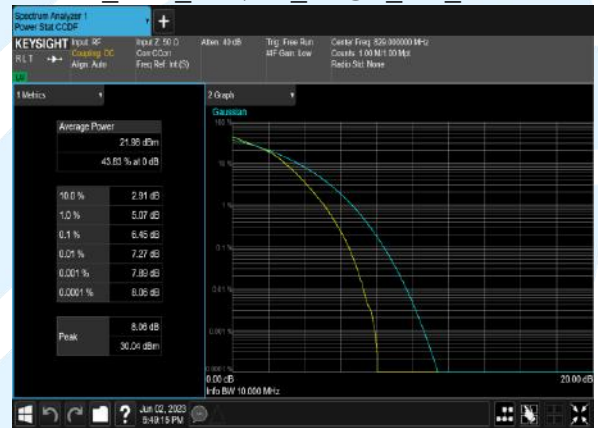 Spectrum Analyzer 1
Power Stat CCDF
KEYSIGHT
Input: RF
Input Z: 50 Ω
Atten: 40 dB
Trig: Free Run
Center Freq: 829.000000 MHz
RLT
Coupling: DC
Corr CCorr
#IF Gain: Low
Counts: 1.00 M/1.00 Mpt
Align: Auto
Freq Ref: Int (S)
Radio Std: None
1 Metrics
2 Graph
Gaussian
Average Power
21.98 dBm
43.83 % at 0 dB
10.0 % 2.91 dB
1.0 % 5.07 dB
0.1 % 6.45 dB
0.01 % 7.27 dB
0.001 % 7.89 dB
0.0001 % 8.06 dB
Peak
8.06 dB
30.04 dBm
100 %
10 %
1 %
0.1 %
0.01 %
0.001 %
0.0001 %
0.00 dB
20.00 dB
Info BW 10.000 MHz
Jun 02, 2023
5:49:15 PM